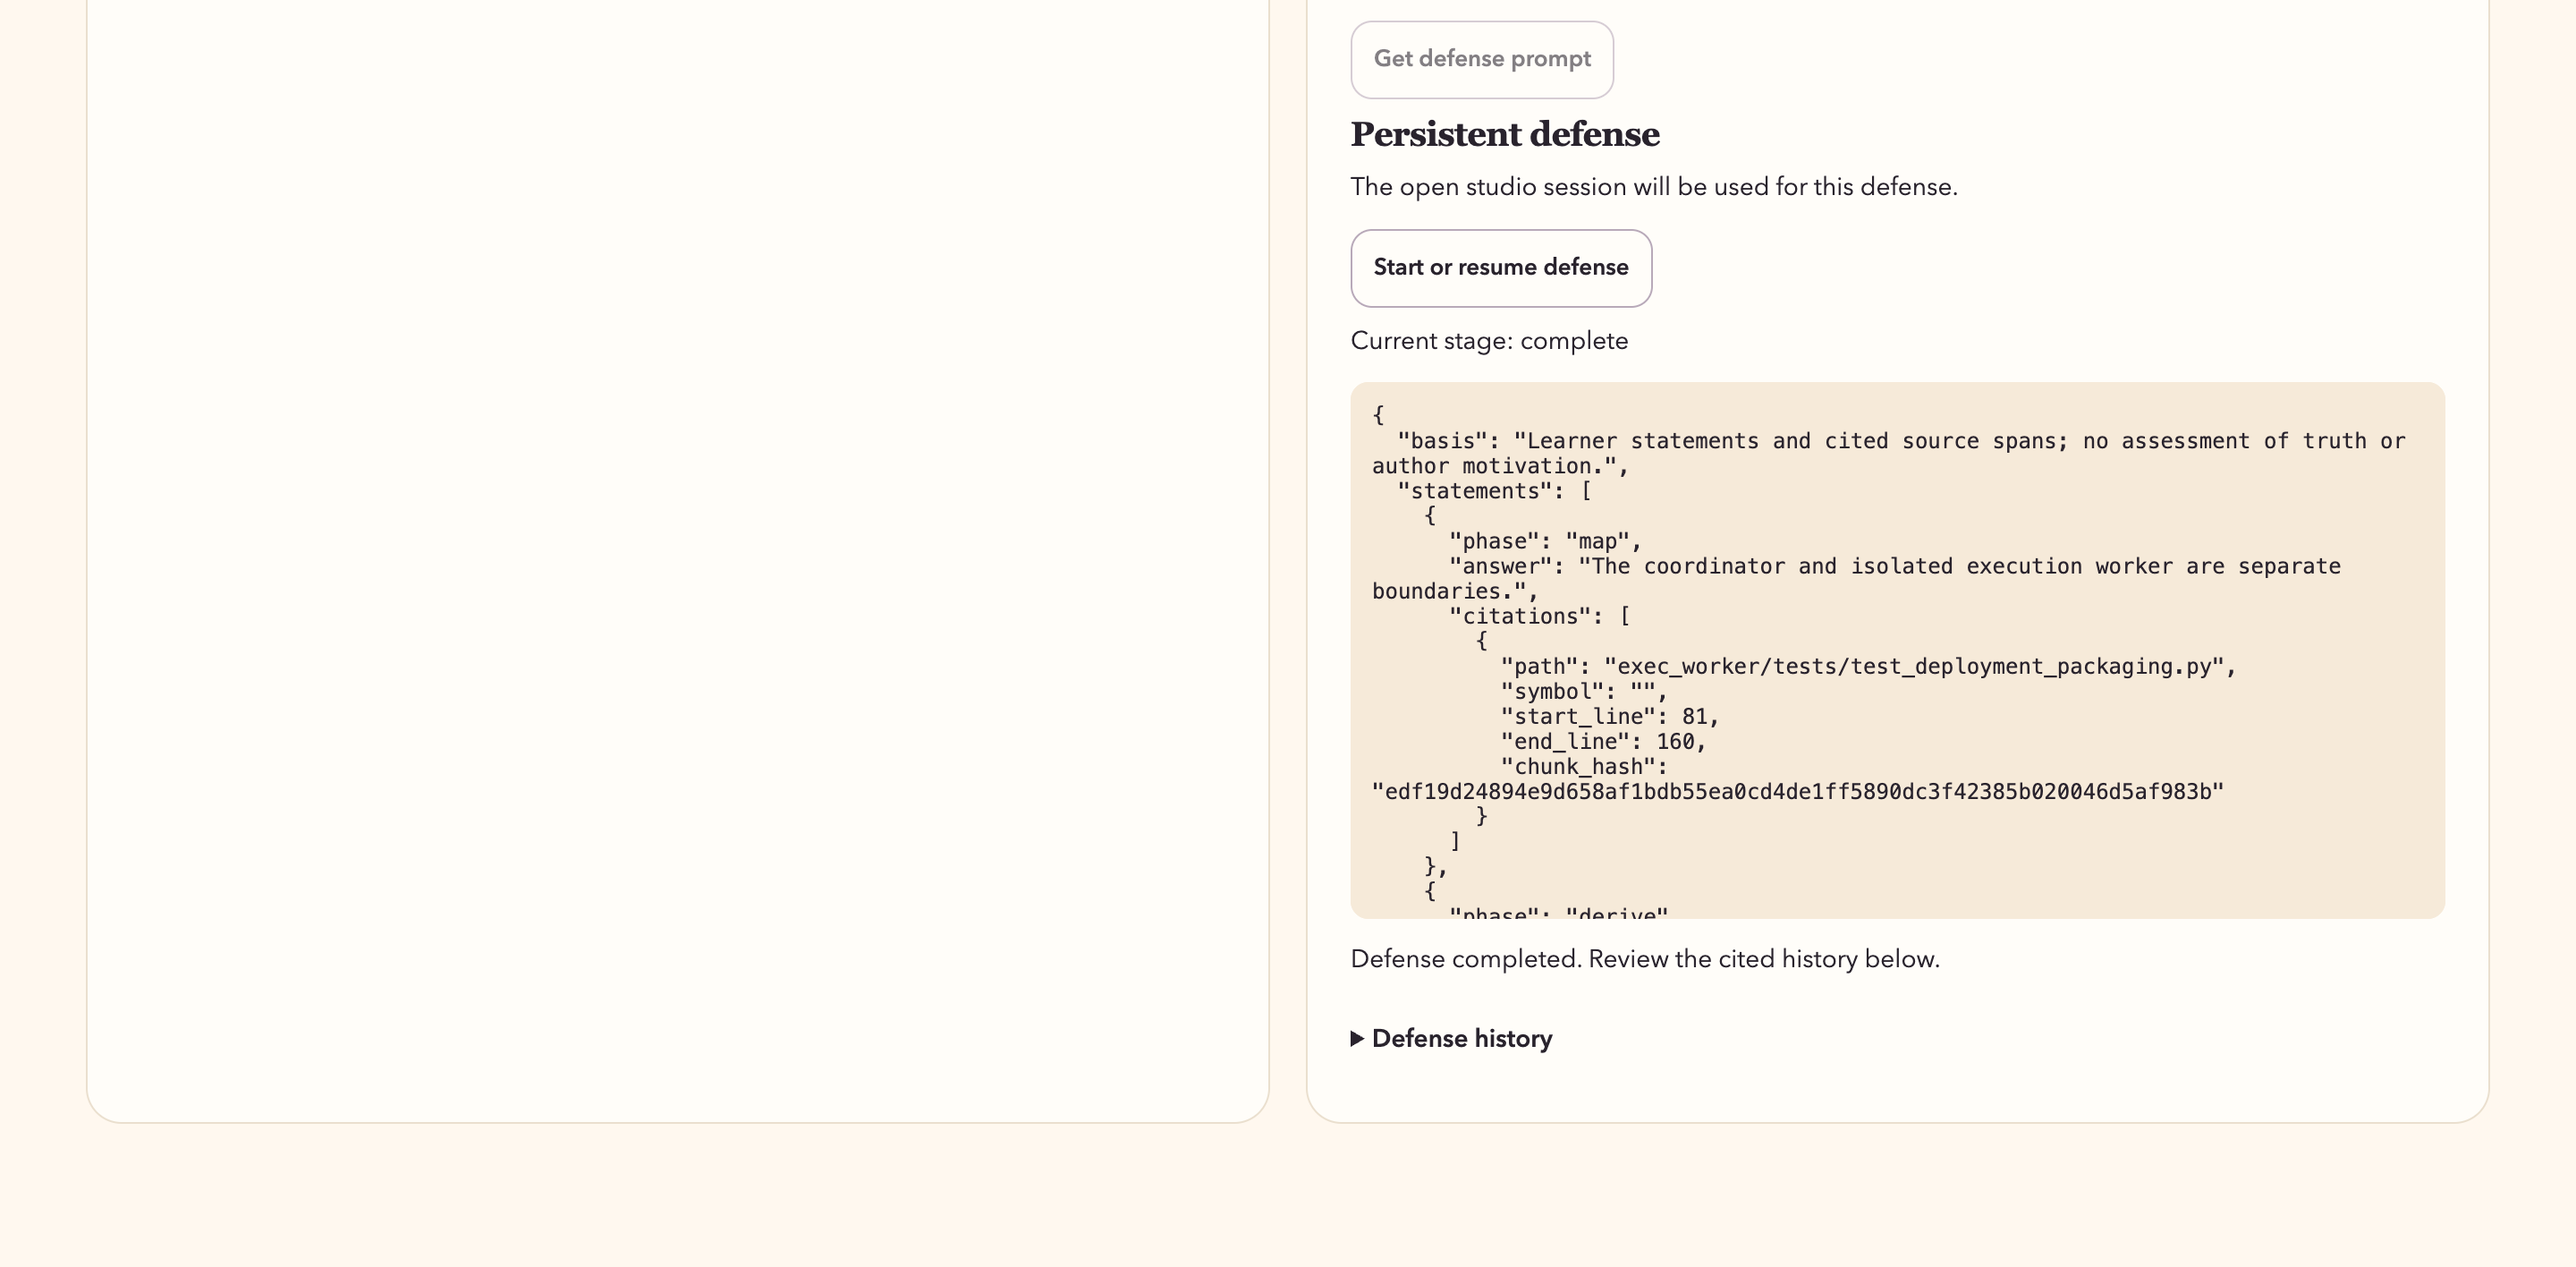 Get defense prompt
Persistent defense
The open studio session will be used for this defense.
Start or resume defense
Current stage: complete
{
  "basis": "Learner statements and cited source spans; no assessment of truth or
author motivation.",
  "statements": [
    {
      "phase": "map",
      "answer": "The coordinator and isolated execution worker are separate
boundaries.",
      "citations": [
        {
          "path": "exec_worker/tests/test_deployment_packaging.py",
          "symbol": "",
          "start_line": 81,
          "end_line": 160,
          "chunk_hash":
"edf19d24894e9d658af1bdb55ea0cd4de1ff5890dc3f42385b020046d5af983b"
        }
      ]
    },
    {
      "phase": "derive"
Defense completed. Review the cited history below.
▶ Defense history